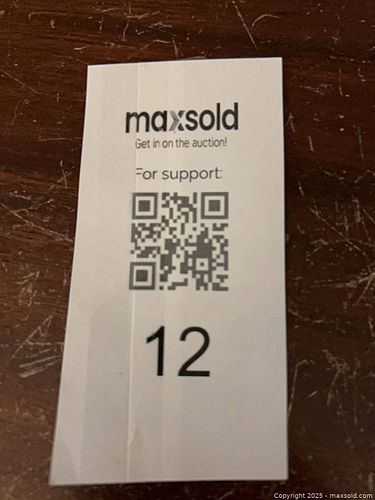 maxsold
Get in on the auction!
For support:
12
Copyright 2025 - maxsold.com